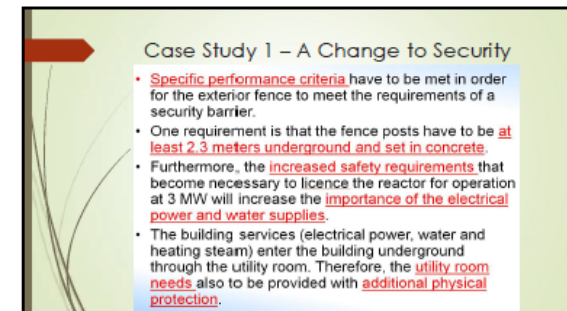 Case Study 1 – A Change to Security
• Specific performance criteria have to be met in order
for the exterior fence to meet the requirements of a
security barrier.
• One requirement is that the fence posts have to be at
least 2.3 meters underground and set in concrete.
• Furthermore, the increased safety requirements that
become necessary to licence the reactor for operation
at 3 MW will increase the importance of the electrical
power and water supplies.
• The building services (electrical power, water and
heating steam) enter the building underground
through the utility room. Therefore, the utility room
needs also to be provided with additional physical
protection.